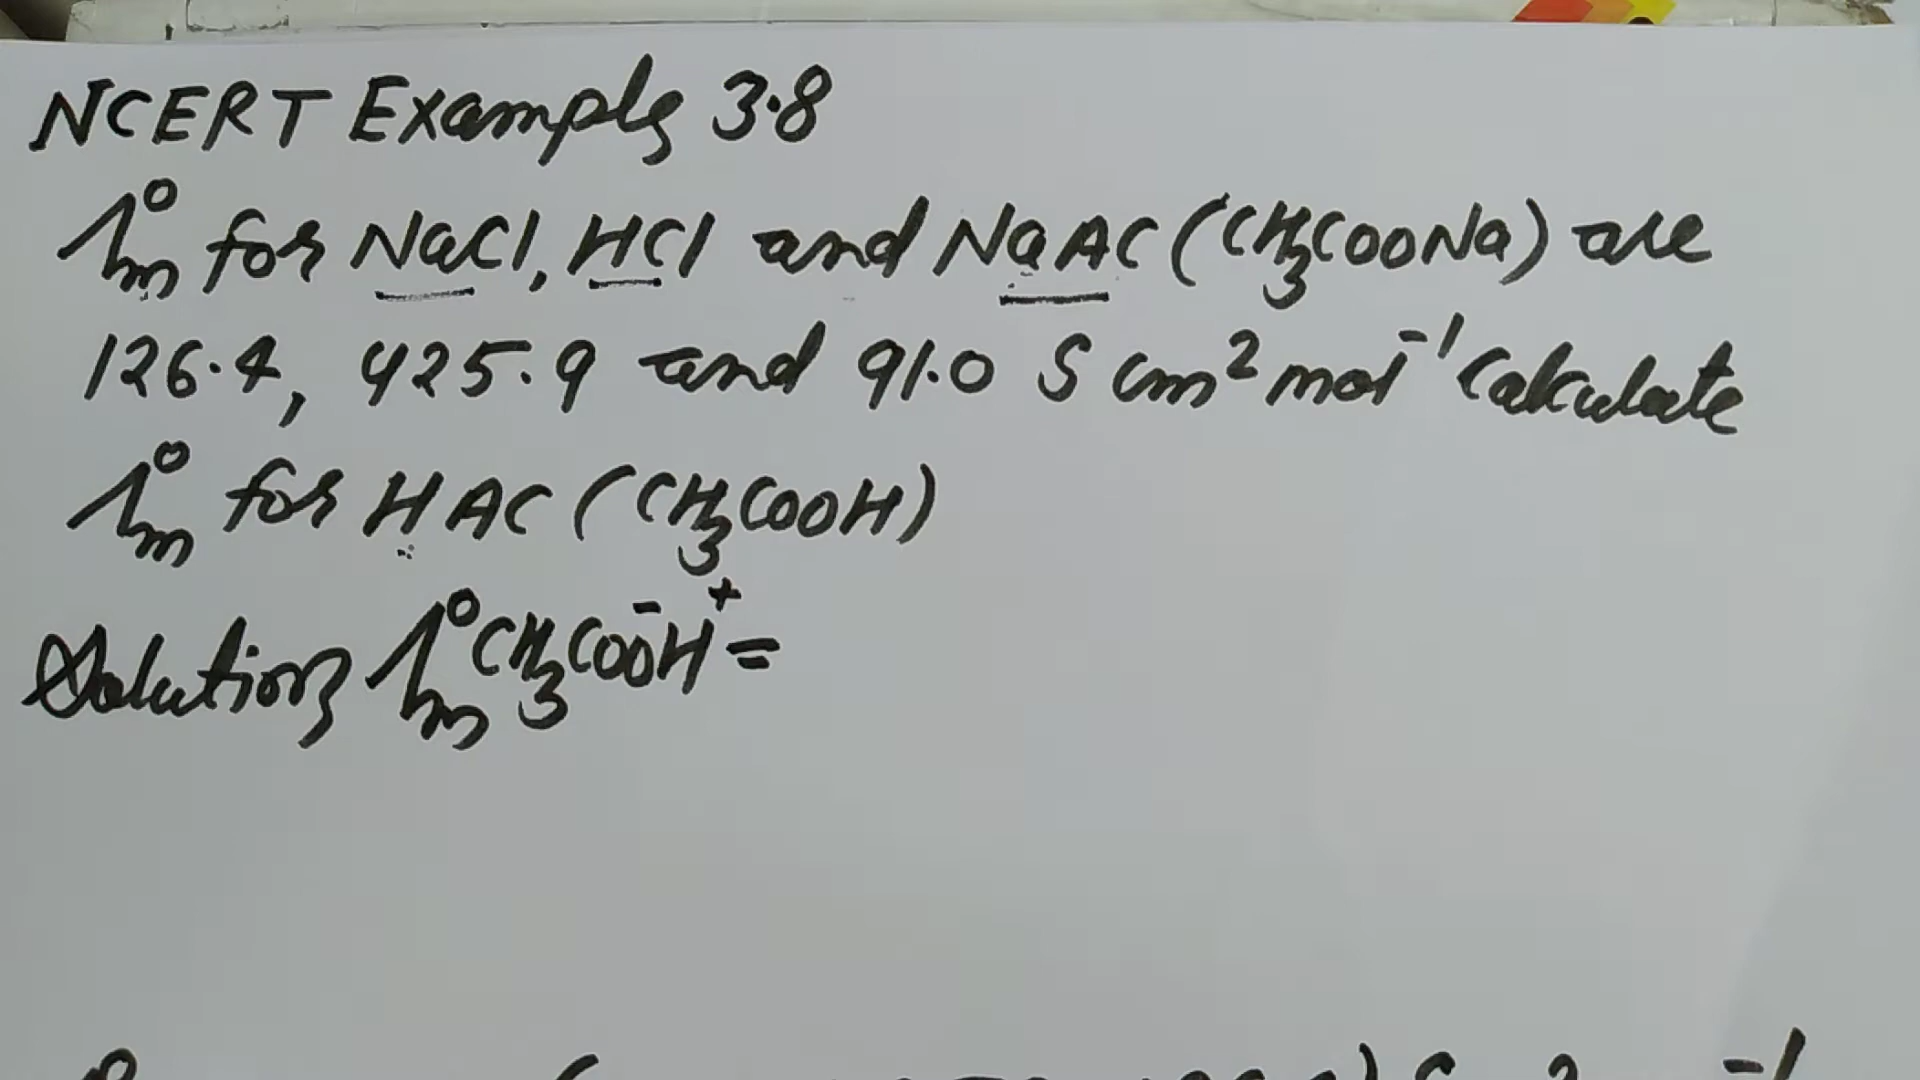 NCERT Example 3.8
Λ°m for NaCl, HCl and NaAC (CH₃COONa) are
126.4, 425.9 and 91.0 S cm² mol⁻¹ Calculate
Λ°m for HAC (CH₃COOH)
Solution, Λ°m CH₃COO⁻H⁺ =